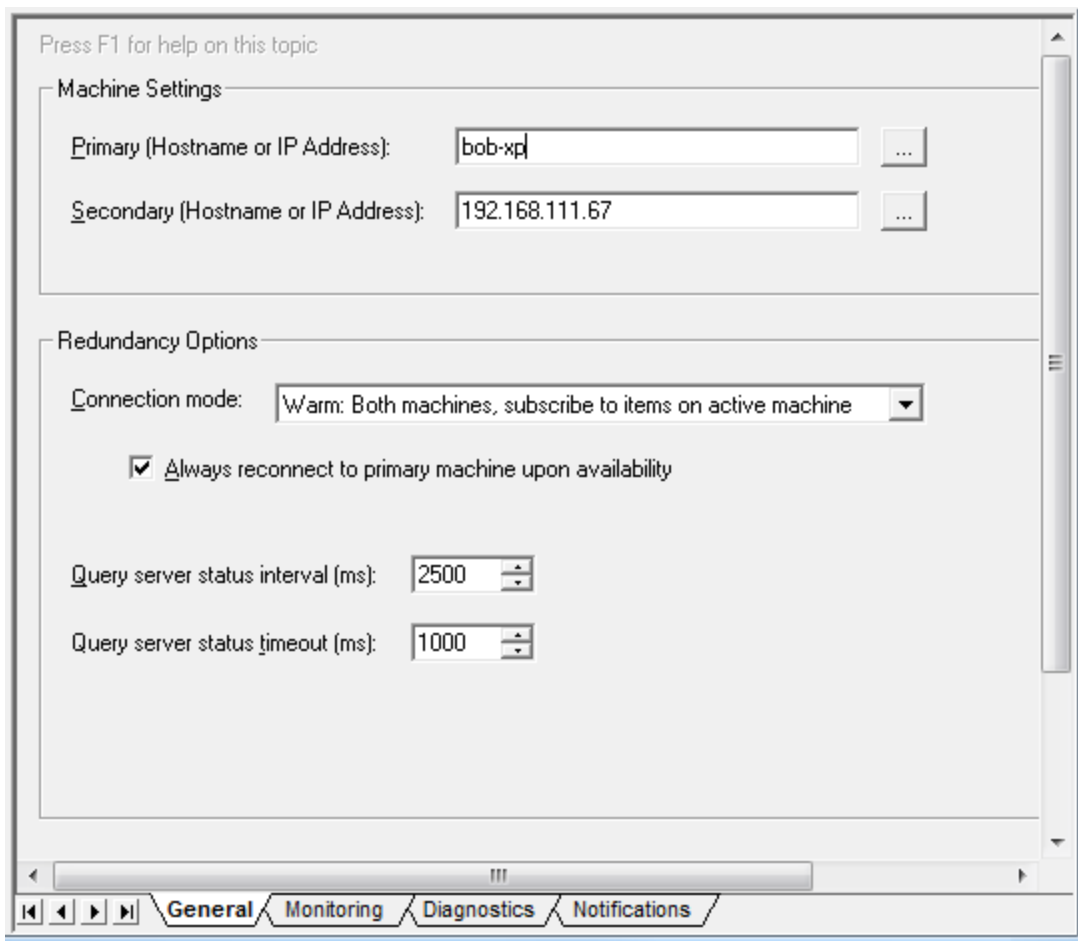 Press F1 for help on this topic
Machine Settings
Primary (Hostname or IP Address): bob-xp ...
Secondary (Hostname or IP Address): 192.168.111.67 ...
Redundancy Options
Connection mode: Warm: Both machines, subscribe to items on active machine
Always reconnect to primary machine upon availability
Query server status interval (ms): 2500
Query server status timeout (ms): 1000
General Monitoring Diagnostics Notifications